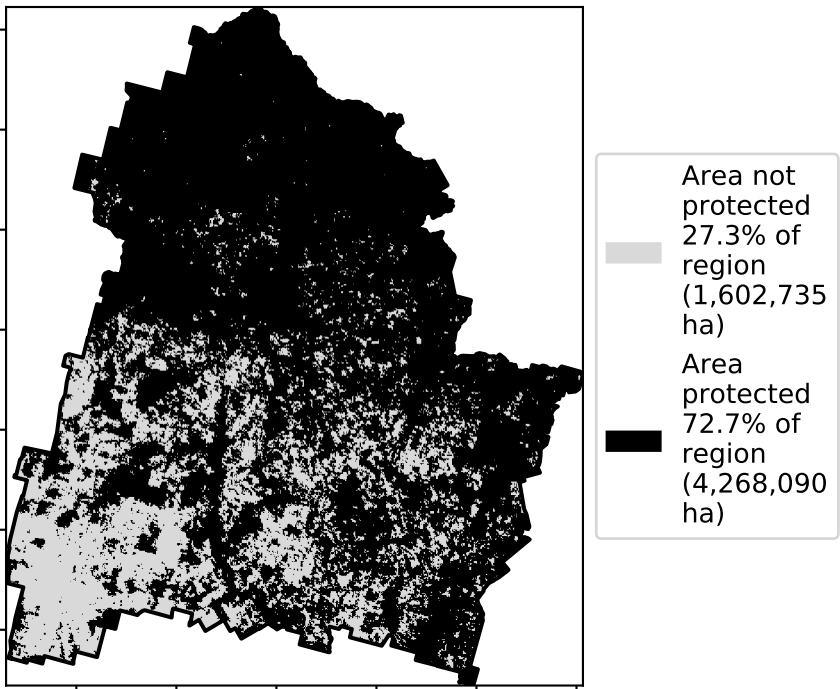 Area not
protected
27.3% of
region
(1,602,735
ha)
Area
protected
72.7% of
region
(4,268,090
ha)